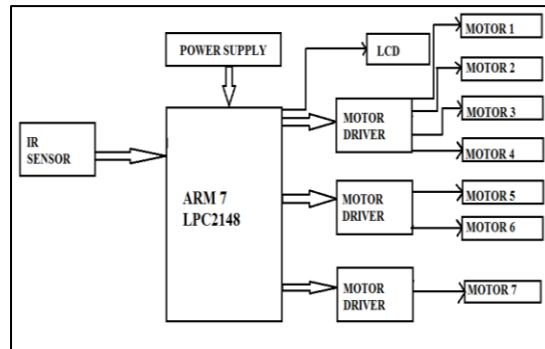 POWER SUPPLY
LCD
MOTOR 1
MOTOR 2
MOTOR 3
MOTOR 4
MOTOR
DRIVER
IR
SENSOR
ARM 7
LPC2148
MOTOR
DRIVER
MOTOR 5
MOTOR 6
MOTOR
DRIVER
MOTOR 7